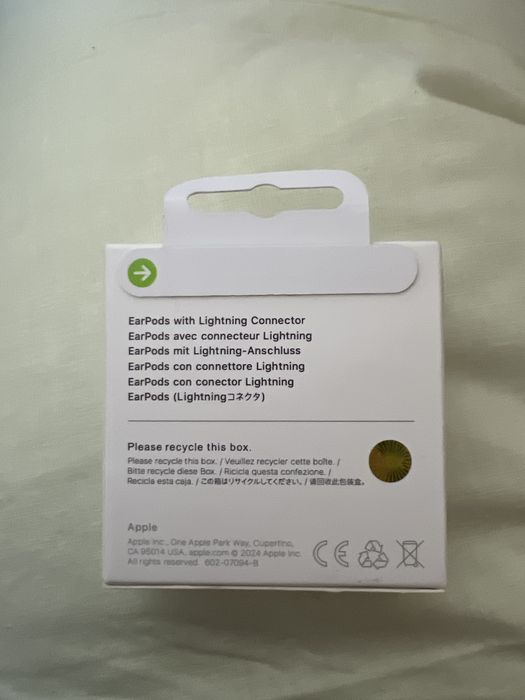 EarPods with Lightning Connector
EarPods avec connecteur Lightning
EarPods mit Lightning-Anschluss
EarPods con connettore Lightning
EarPods con conector Lightning
EarPods (Lightningコネクタ)
Please recycle this box.
Please recycle this box. / Veuillez recycler cette boîte. /
Bitte recycle diese Box. / Ricicla questa confezione. /
Recicla esta caja. / この箱はリサイクルしてください。/ 请回收此包装盒。
Apple
Apple Inc., One Apple Park Way, Cupertino,
CA 95014 USA. apple.com © 2024 Apple Inc.
All rights reserved. 602-07094-B
CE